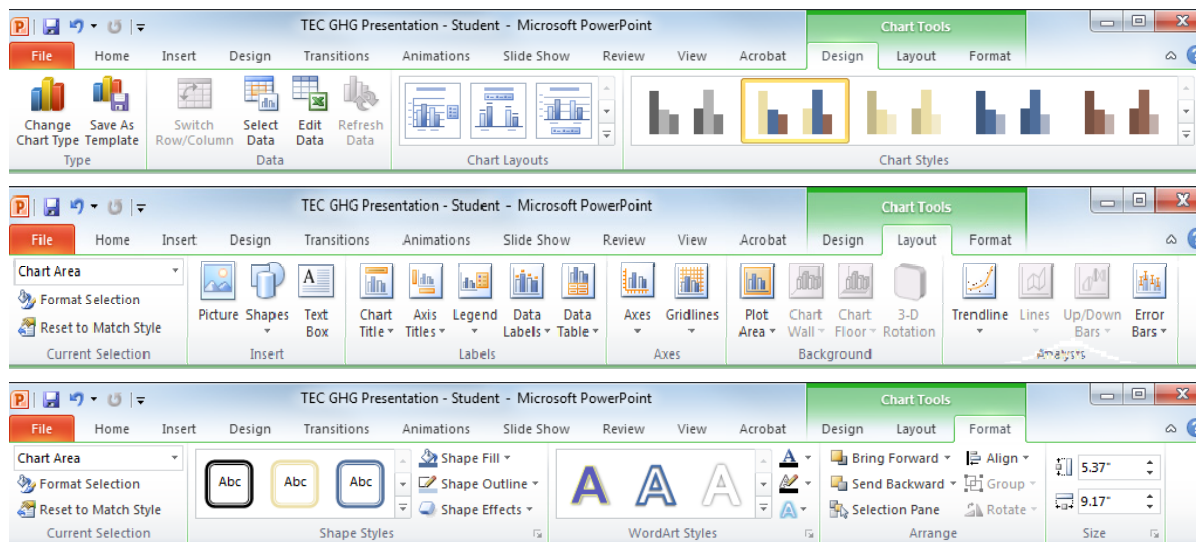 TEC GHG Presentation - Student - Microsoft PowerPoint Chart Tools
File Home Insert Design Transitions Animations Slide Show Review View Acrobat Design Layout Format
Change Chart Type Save As Template Switch Row/Column Select Data Edit Data Refresh Data
Type Data Chart Layouts Chart Styles
TEC GHG Presentation - Student - Microsoft PowerPoint Chart Tools
File Home Insert Design Transitions Animations Slide Show Review View Acrobat Design Layout Format
Chart Area
Format Selection
Reset to Match Style
Picture Shapes Text Box Chart Title Axis Titles Legend Data Labels Data Table Axes Gridlines Plot Area Chart Wall Chart Floor 3-D Rotation Trendline Lines Up/Down Bars Error Bars
Current Selection Insert Labels Axes Background Analysis
TEC GHG Presentation - Student - Microsoft PowerPoint Chart Tools
File Home Insert Design Transitions Animations Slide Show Review View Acrobat Design Layout Format
Chart Area
Format Selection
Reset to Match Style
Abc Abc Abc
Shape Fill
Shape Outline
Shape Effects
A A A A
A
Bring Forward Align
Send Backward Group
Selection Pane Rotate
5.37"
9.17"
Current Selection Shape Styles WordArt Styles Arrange Size